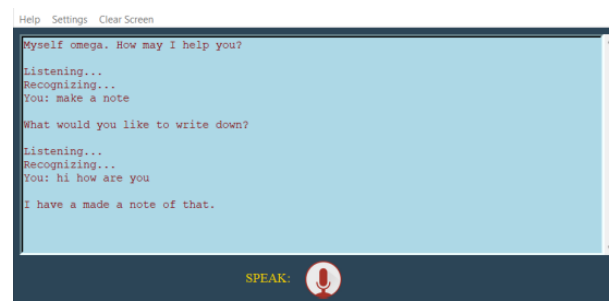 Help Settings Clear Screen
Myself omega. How may I help you?
Listening...
Recognizing...
You: make a note
What would you like to write down?
Listening...
Recognizing...
You: hi how are you
I have a made a note of that.
SPEAK: